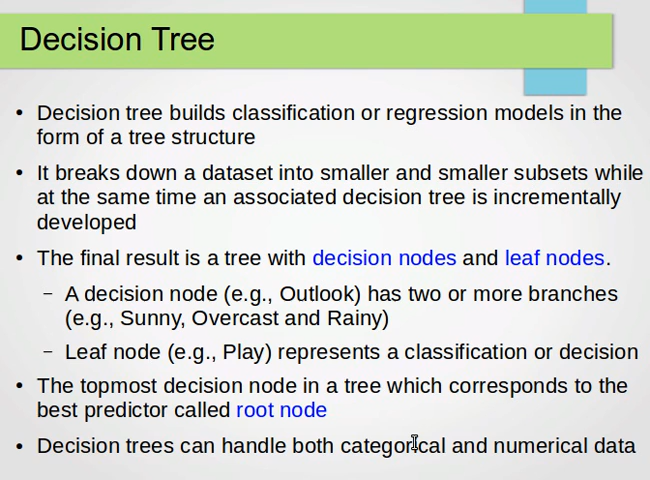 Decision Tree
• Decision tree builds classification or regression models in the
form of a tree structure
• It breaks down a dataset into smaller and smaller subsets while
at the same time an associated decision tree is incrementally
developed
• The final result is a tree with decision nodes and leaf nodes.
– A decision node (e.g., Outlook) has two or more branches
(e.g., Sunny, Overcast and Rainy)
– Leaf node (e.g., Play) represents a classification or decision
• The topmost decision node in a tree which corresponds to the
best predictor called root node
• Decision trees can handle both categorical and numerical data